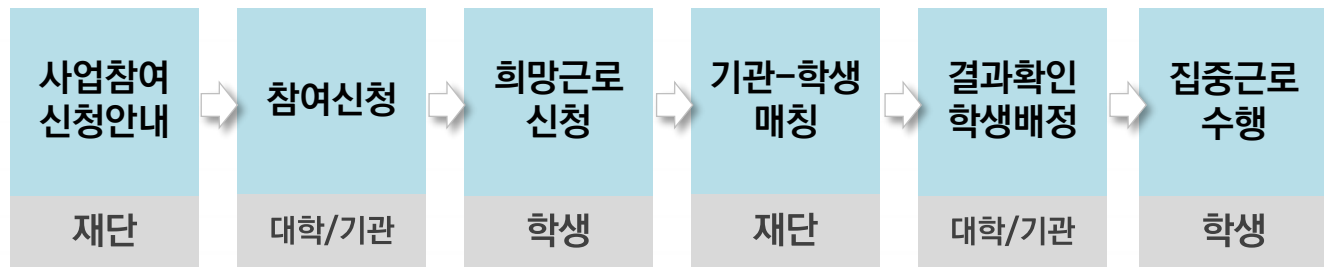 사업참여
신청안내
재단
참여신청
대학/기관
희망근로
신청
학생
기관-학생
매칭
재단
결과확인
학생배정
대학/기관
집중근로
수행
학생